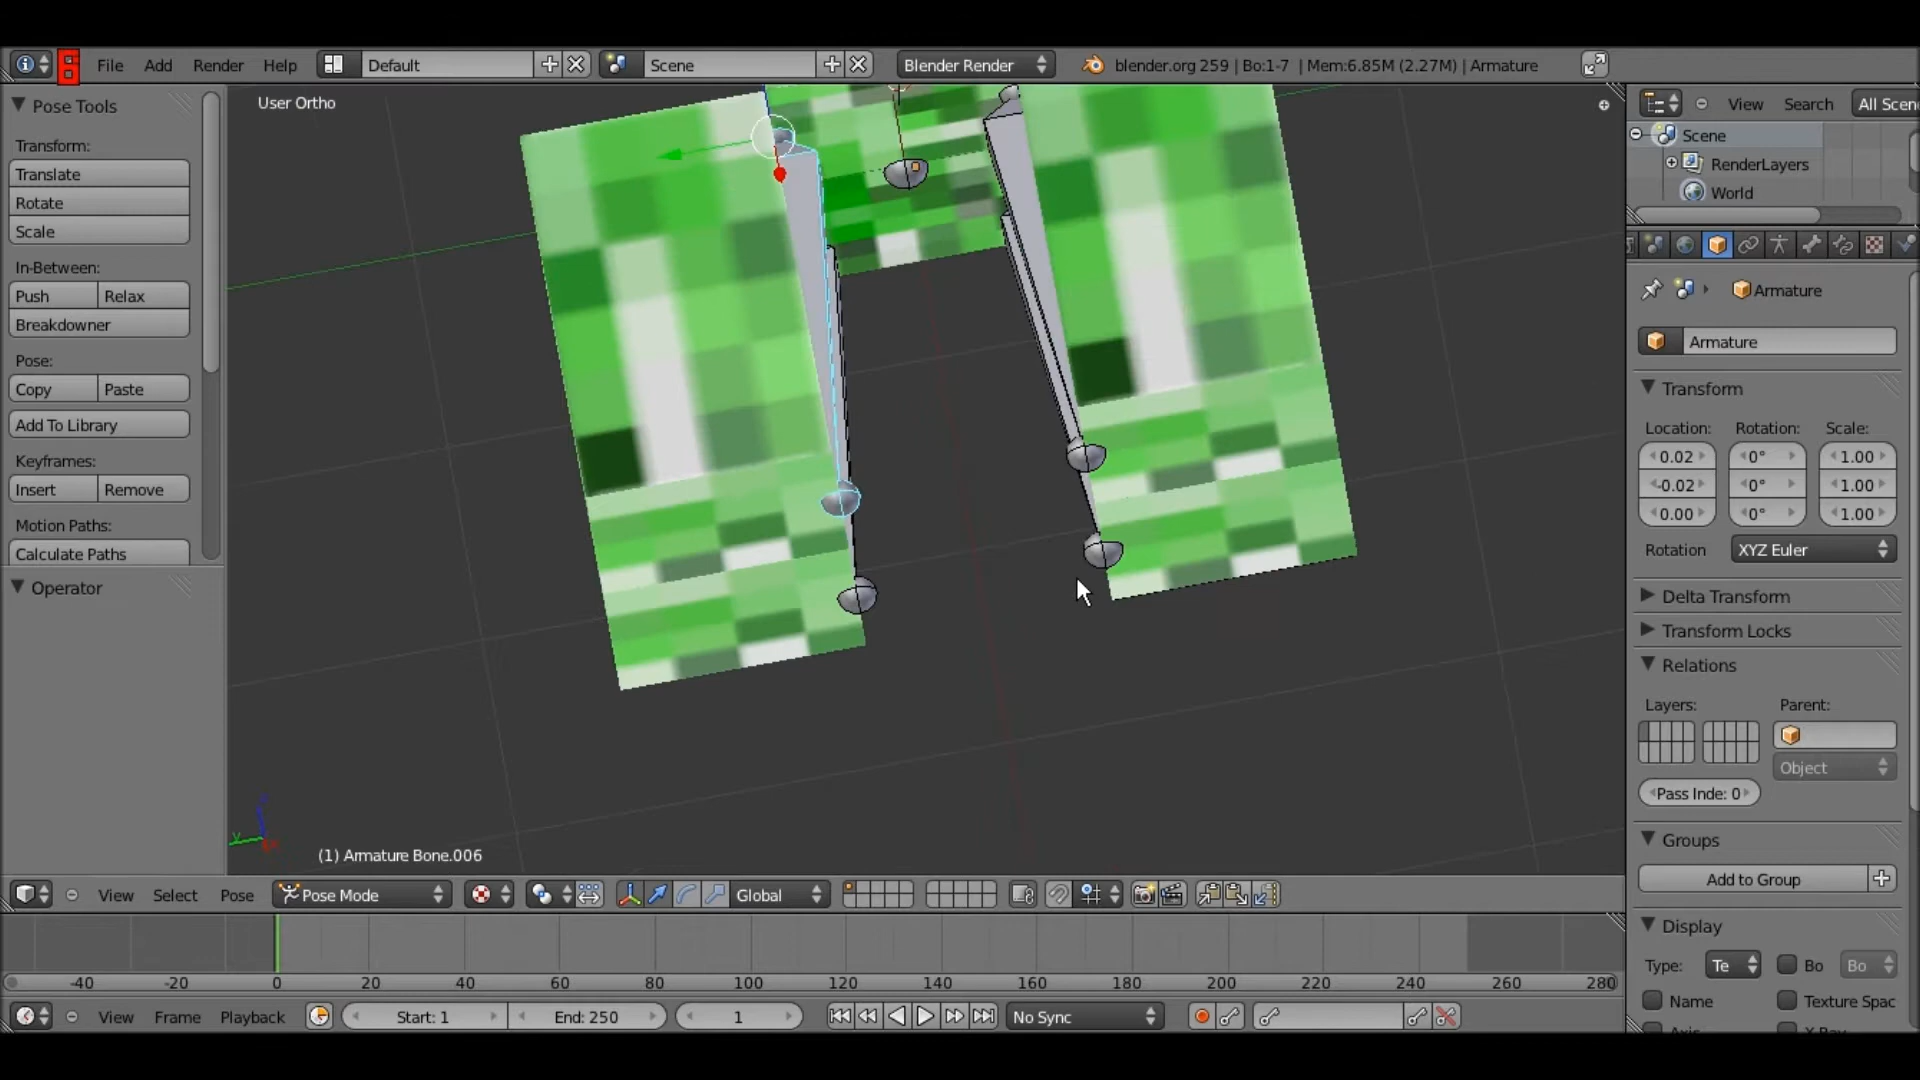 File Add Render Help Default Scene Blender Render blender.org 259 | Bo:1-7 | Mem:6.85M (2.27M) | Armature
Pose Tools
Transform:
Translate
Rotate
Scale
In-Between:
Push Relax
Breakdowner
Pose:
Copy Paste
Add To Library
Keyframes:
Insert Remove
Motion Paths:
Calculate Paths
Operator
User Ortho
(1) Armature Bone.006
View Search All Scen
Scene
RenderLayers
World
Armature
Armature
Transform
Location: Rotation: Scale:
0.02 0° 1.00
-0.02 0° 1.00
0.00 0° 1.00
Rotation XYZ Euler
Delta Transform
Transform Locks
Relations
Layers: Parent:
Object
Pass Inde: 0
Groups
Add to Group
Display
Type: Te Bo Bo
Name Texture Spac
View Select Pose Pose Mode Global
-40 -20 0 20 40 60 80 100 120 140 160 180 200 220 240 260 280
View Frame Playback Start: 1 End: 250 1 No Sync